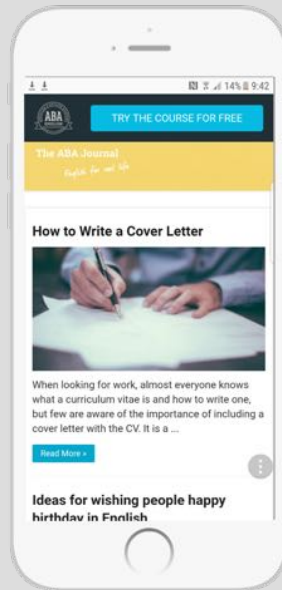 14% 9:42
ABA
ENGLISH
TRY THE COURSE FOR FREE
The ABA Journal
English for real life
How to Write a Cover Letter
When looking for work, almost everyone knows
what a curriculum vitae is and how to write one,
but few are aware of the importance of including a
cover letter with the CV. It is a ...
Read More »
Ideas for wishing people happy
birthday in English